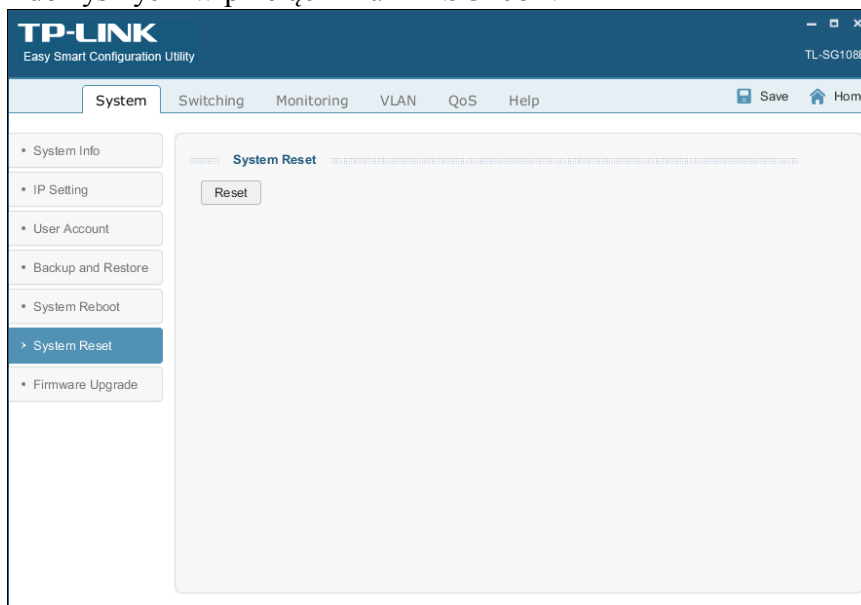 TP-LINK
Easy Smart Configuration Utility
TL-SG108E
System Switching Monitoring VLAN QoS Help Save Hom
• System Info
• IP Setting
• User Account
• Backup and Restore
• System Reboot
> System Reset
• Firmware Upgrade
System Reset
Reset